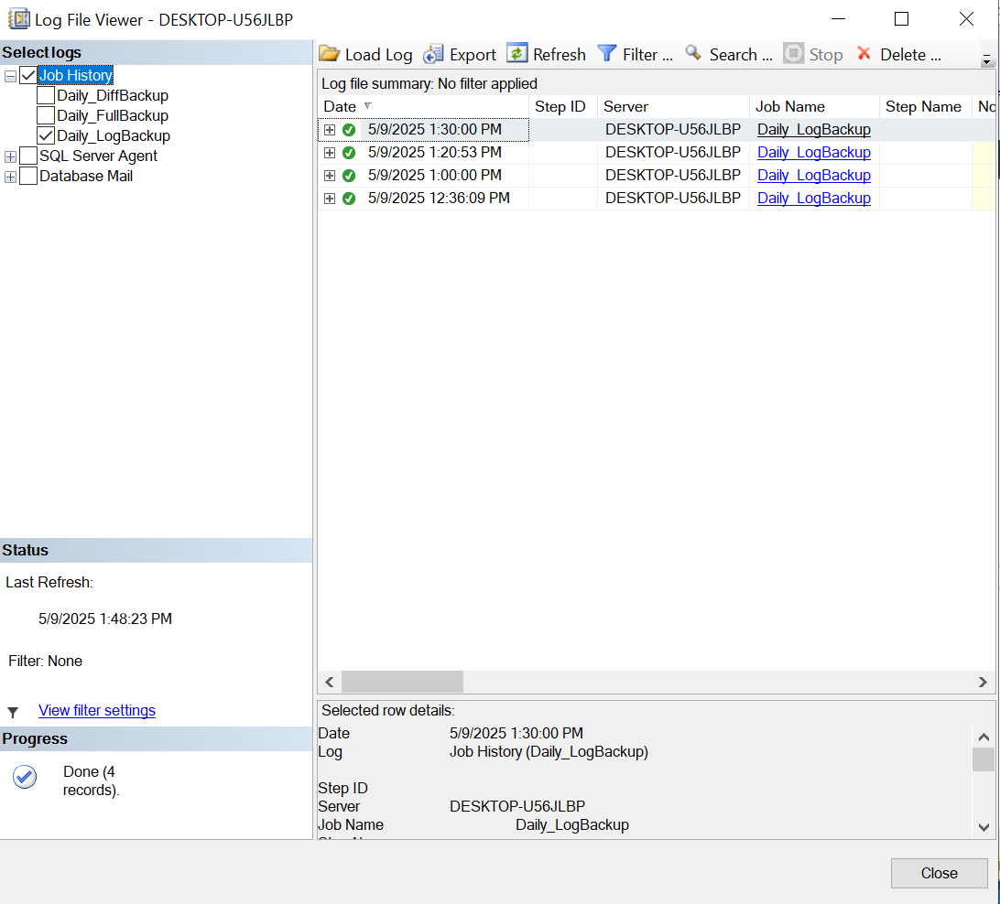 Log File Viewer - DESKTOP-U56JLBP
Select logs
Job History
Daily_DiffBackup
Daily_FullBackup
Daily_LogBackup
SQL Server Agent
Database Mail
Status
Last Refresh:
5/9/2025 1:48:23 PM
Filter: None
View filter settings
Progress
Done (4
records).
Load Log Export Refresh Filter ... Search ... Stop Delete ...
Log file summary: No filter applied
Date Step ID Server Job Name Step Name No
5/9/2025 1:30:00 PM DESKTOP-U56JLBP Daily_LogBackup
5/9/2025 1:20:53 PM DESKTOP-U56JLBP Daily_LogBackup
5/9/2025 1:00:00 PM DESKTOP-U56JLBP Daily_LogBackup
5/9/2025 12:36:09 PM DESKTOP-U56JLBP Daily_LogBackup
Selected row details:
Date 5/9/2025 1:30:00 PM
Log Job History (Daily_LogBackup)
Step ID
Server DESKTOP-U56JLBP
Job Name Daily_LogBackup
Close